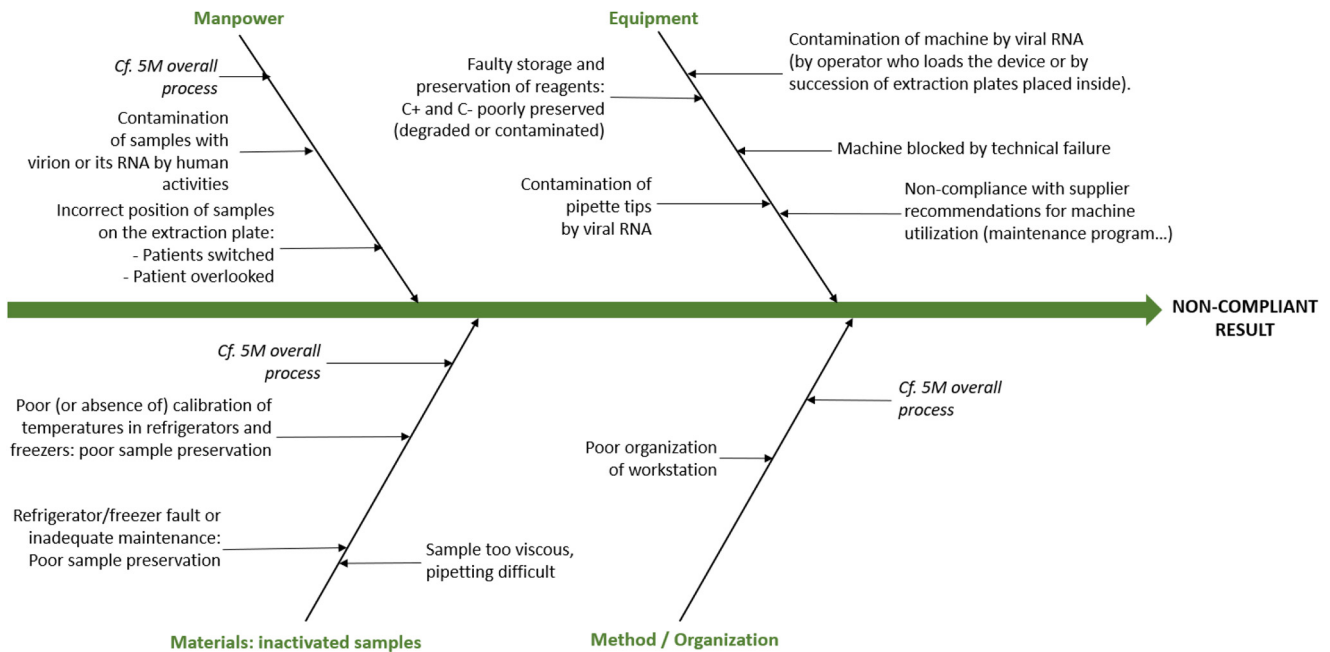 Manpower
Cf. 5M overall
process
Contamination
of samples with
virion or its RNA by human
activities
Incorrect position of samples
on the extraction plate:
- Patients switched
- Patient overlooked
Equipment
Faulty storage and
preservation of reagents:
C+ and C- poorly preserved
(degraded or contaminated)
Contamination of
pipette tips
by viral RNA
Contamination of machine by viral RNA
(by operator who loads the device or by
succession of extraction plates placed inside).
Machine blocked by technical failure
Non-compliance with supplier
recommendations for machine
utilization (maintenance program...)
NON-COMPLIANT
RESULT
Cf. 5M overall
process
Poor (or absence of) calibration of
temperatures in refrigerators and
freezers: poor sample preservation
Refrigerator/freezer fault or
inadequate maintenance:
Poor sample preservation
Sample too viscous,
pipetting difficult
Materials: inactivated samples
Cf. 5M overall
process
Poor organization
of workstation
Method / Organization